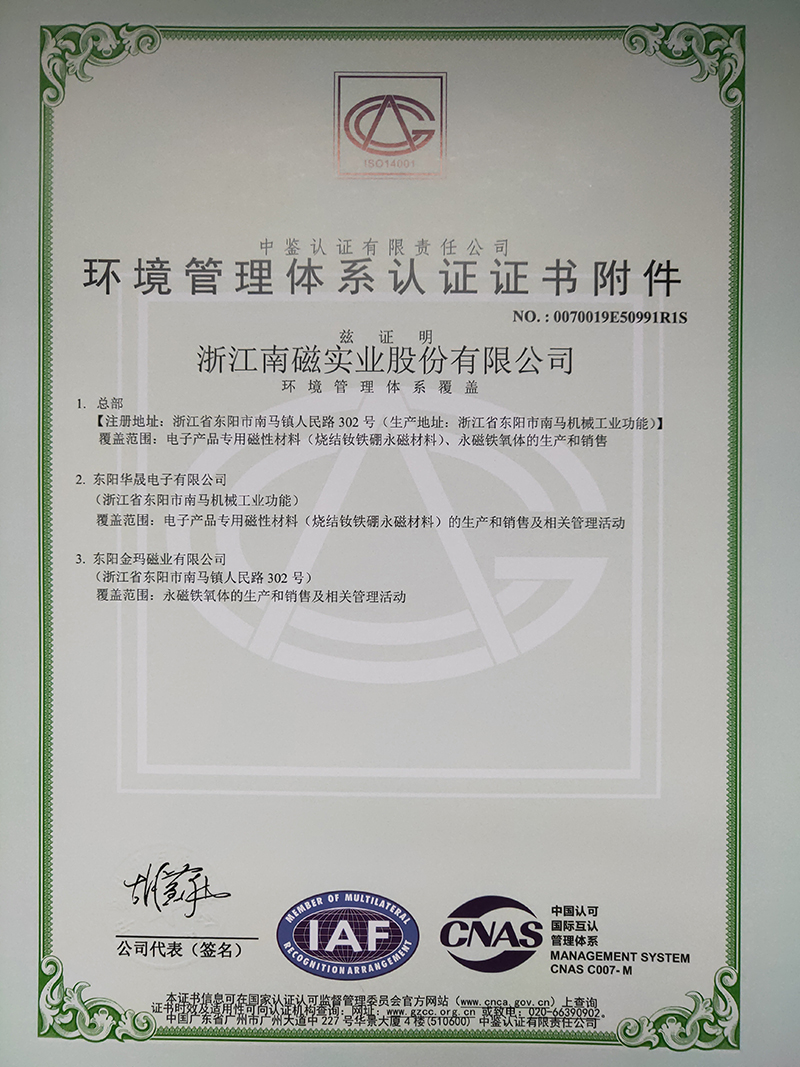 ISO14001
中鉴认证有限责任公司
环境管理体系认证证书附件
NO.: 0070019E50991R1S
兹证明
浙江南磁实业股份有限公司
环境管理体系覆盖
1. 总部
【注册地址：浙江省东阳市南马镇人民路 302 号（生产地址：浙江省东阳市南马机械工业功能）】
覆盖范围：电子产品专用磁性材料（烧结钕铁硼永磁材料）、永磁铁氧体的生产和销售
2. 东阳华晟电子有限公司
（浙江省东阳市南马机械工业功能）
覆盖范围：电子产品专用磁性材料（烧结钕铁硼永磁材料）的生产和销售及相关管理活动
3. 东阳金玛磁业有限公司
（浙江省东阳市南马镇人民路 302 号）
覆盖范围：永磁铁氧体的生产和销售及相关管理活动
公司代表（签名）
MEMBER OF MULTILATERAL
IAF
RECOGNITION ARRANGEMENT
CNAS
中国认可
国际互认
管理体系
MANAGEMENT SYSTEM
CNAS C007-M
本证书信息可在国家认证认可监督管理委员会官方网站（www.cnca.gov.cn）上查询
证书时效及适用性可向认证机构查询：网址：www.gzcc.org.cn 或致电：020-66390902。
中国广东省广州市广州大道中 227 号华景大厦 4 楼(510600) 中鉴认证有限责任公司